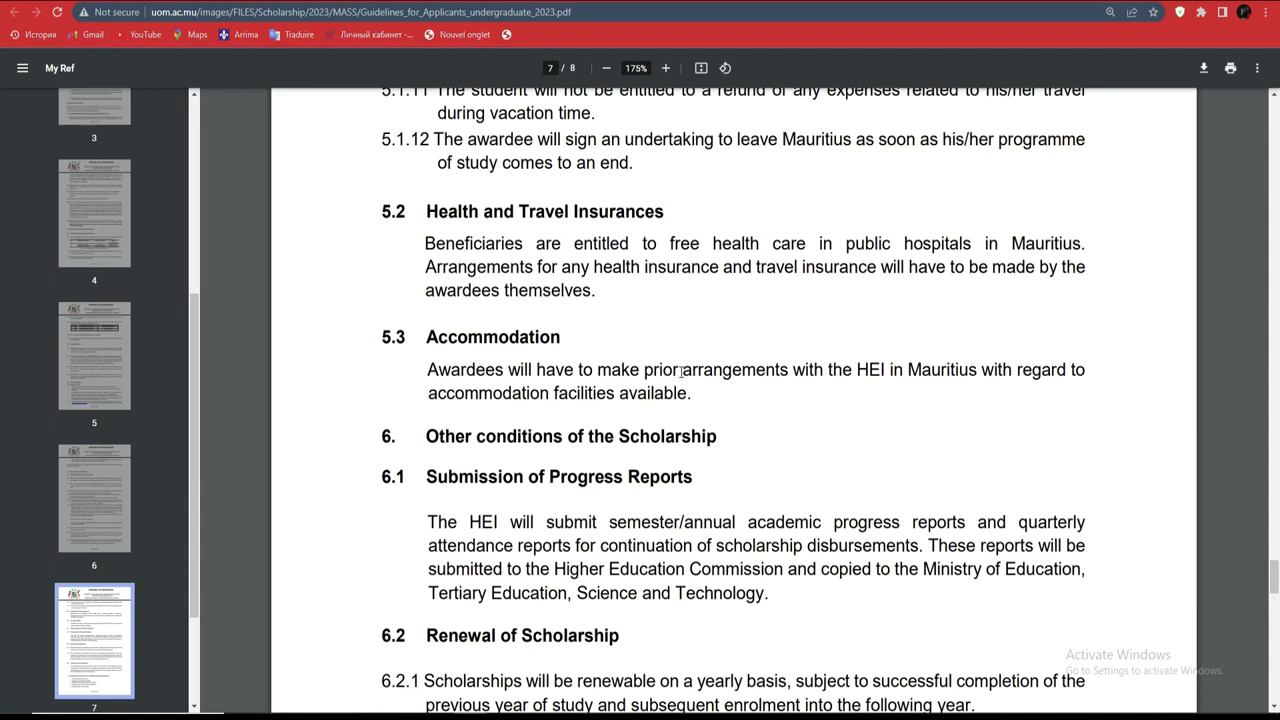 Not secure uom.ac.mu/images/FILES/Scholarship/2023/MASS/Guidelines_for_Applicants_undergraduate_2023.pdf
История Gmail YouTube Maps Arrima Traduire Личный кабинет -... Nouvel onglet
My Ref 7 / 8 175%
5.1.11 The student will not be entitled to a refund of any expenses related to his/her travel
during vacation time.
5.1.12 The awardee will sign an undertaking to leave Mauritius as soon as his/her programme
of study comes to an end.
5.2 Health and Travel Insurances
Beneficiaries are entitled to free health care in public hospitals in Mauritius.
Arrangements for any health insurance and travel insurance will have to be made by the
awardees themselves.
5.3 Accommodation
Awardees will have to make prior arrangements with the HEI in Mauritius with regard to
accommodation facilities available.
6. Other conditions of the Scholarship
6.1 Submission of Progress Reports
The HEI will submit semester/annual academic progress reports and quarterly
attendance reports for continuation of scholarship disbursements. These reports will be
submitted to the Higher Education Commission and copied to the Ministry of Education,
Tertiary Education, Science and Technology.
6.2 Renewal of Scholarship
6.2.1 Scholarships will be renewable on a yearly basis subject to successful completion of the
previous year of study and subsequent enrolment into the following year.
3
4
5
6
7
Activate Windows
Go to Settings to activate Windows.